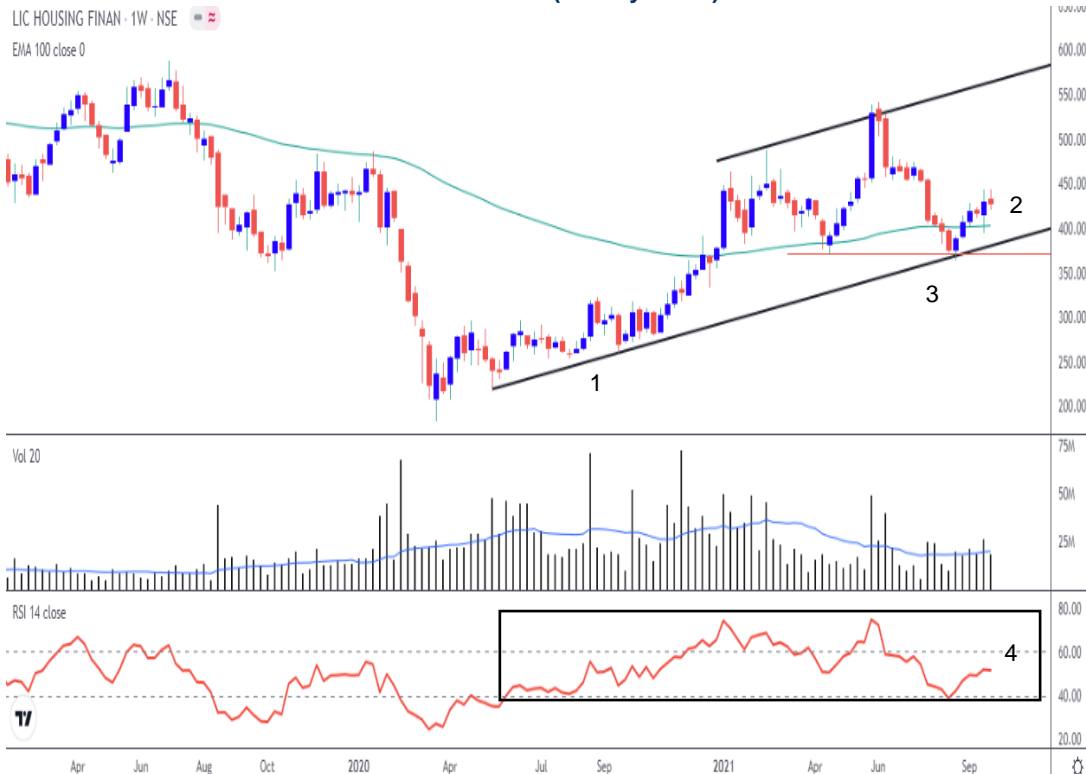 LIC HOUSING FINAN · 1W · NSE
EMA 100 close 0
600.00
550.00
500.00
450.00
400.00
350.00
300.00
250.00
200.00
1
2
3
Vol 20
75M
50M
25M
RSI 14 close
80.00
60.00
40.00
20.00
4
Apr Jun Aug Oct 2020 Apr Jul Sep 2021 Apr Jun Sep